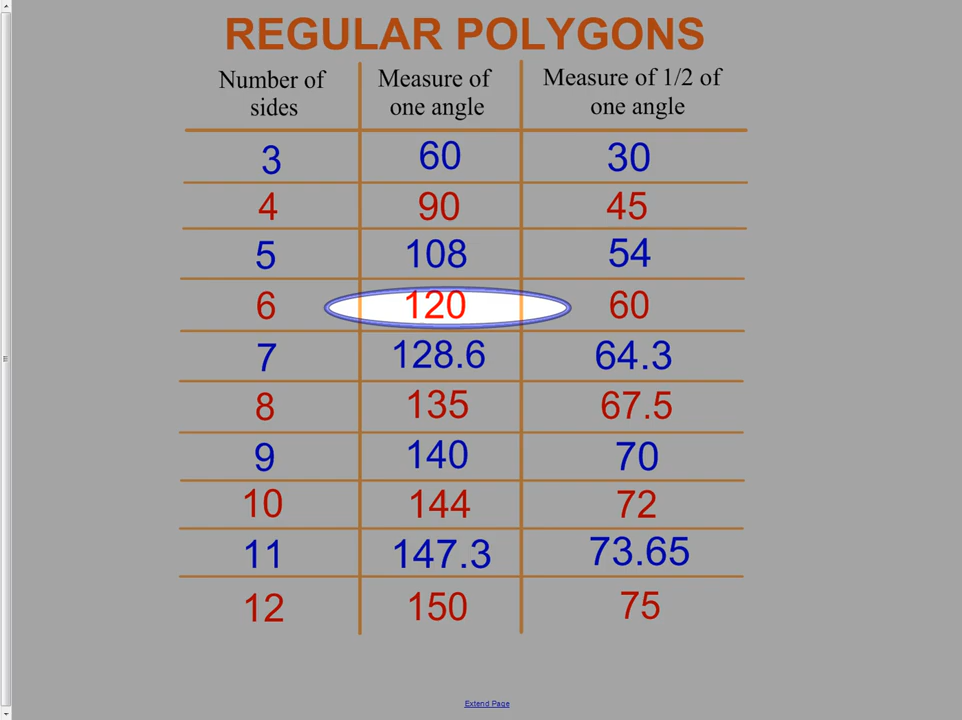 REGULAR POLYGONS
Number of sides Measure of one angle Measure of 1/2 of one angle
3 60 30
4 90 45
5 108 54
6 120 60
7 128.6 64.3
8 135 67.5
9 140 70
10 144 72
11 147.3 73.65
12 150 75
Extend Page